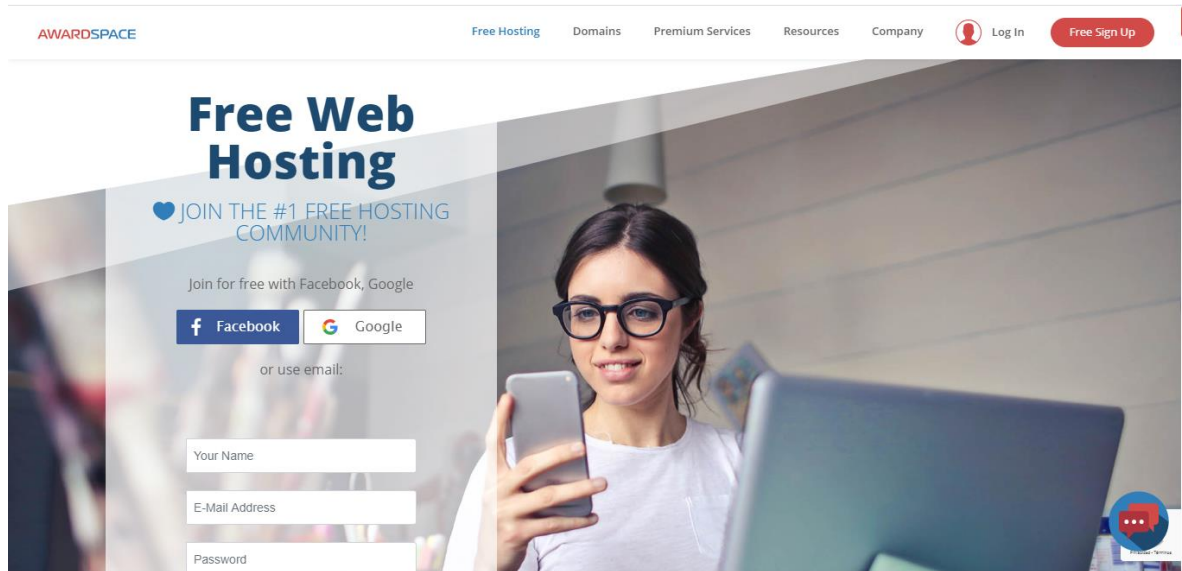 AWARDSPACE
Free Hosting
Domains
Premium Services
Resources
Company
Log In
Free Sign Up
Free Web
Hosting
JOIN THE #1 FREE HOSTING
COMMUNITY!
Join for free with Facebook, Google
Facebook
Google
or use email:
Your Name
E-Mail Address
Password
Privacidad - Términos